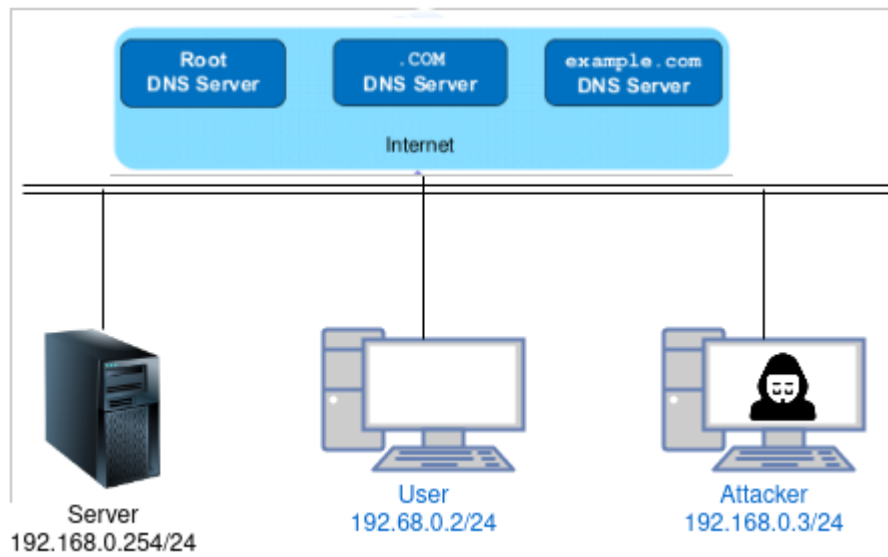 Root
DNS Server
.COM
DNS Server
example.com
DNS Server
Internet
Server
192.168.0.254/24
User
192.68.0.2/24
Attacker
192.168.0.3/24